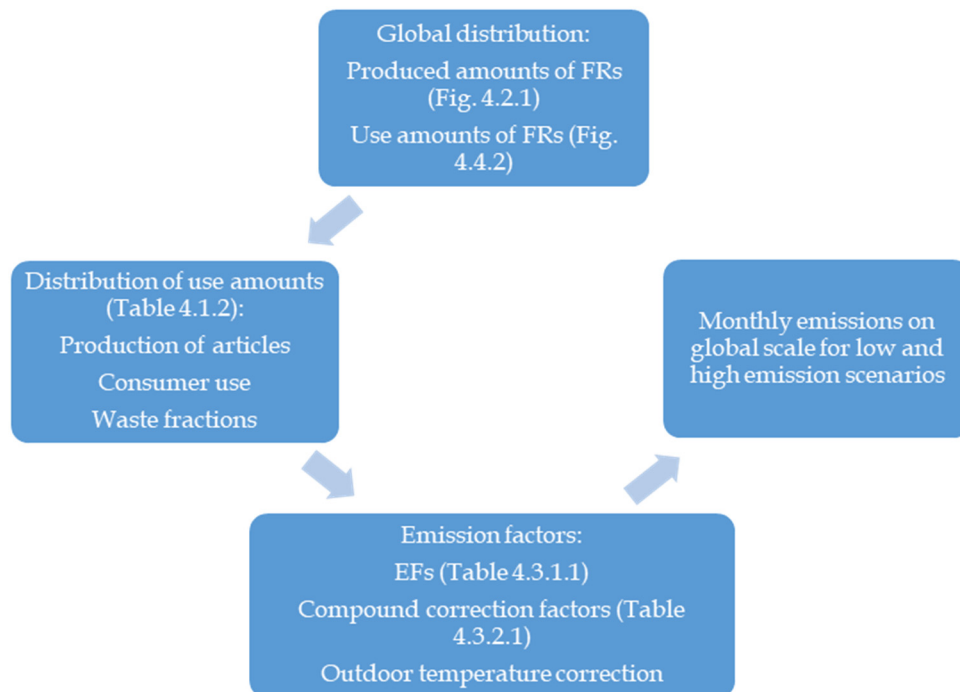 Global distribution:
Produced amounts of FRs
(Fig. 4.2.1)
Use amounts of FRs (Fig.
4.4.2)
Distribution of use amounts
(Table 4.1.2):
Production of articles
Consumer use
Waste fractions
Monthly emissions on
global scale for low and
high emission scenarios
Emission factors:
EFs (Table 4.3.1.1)
Compound correction factors (Table
4.3.2.1)
Outdoor temperature correction